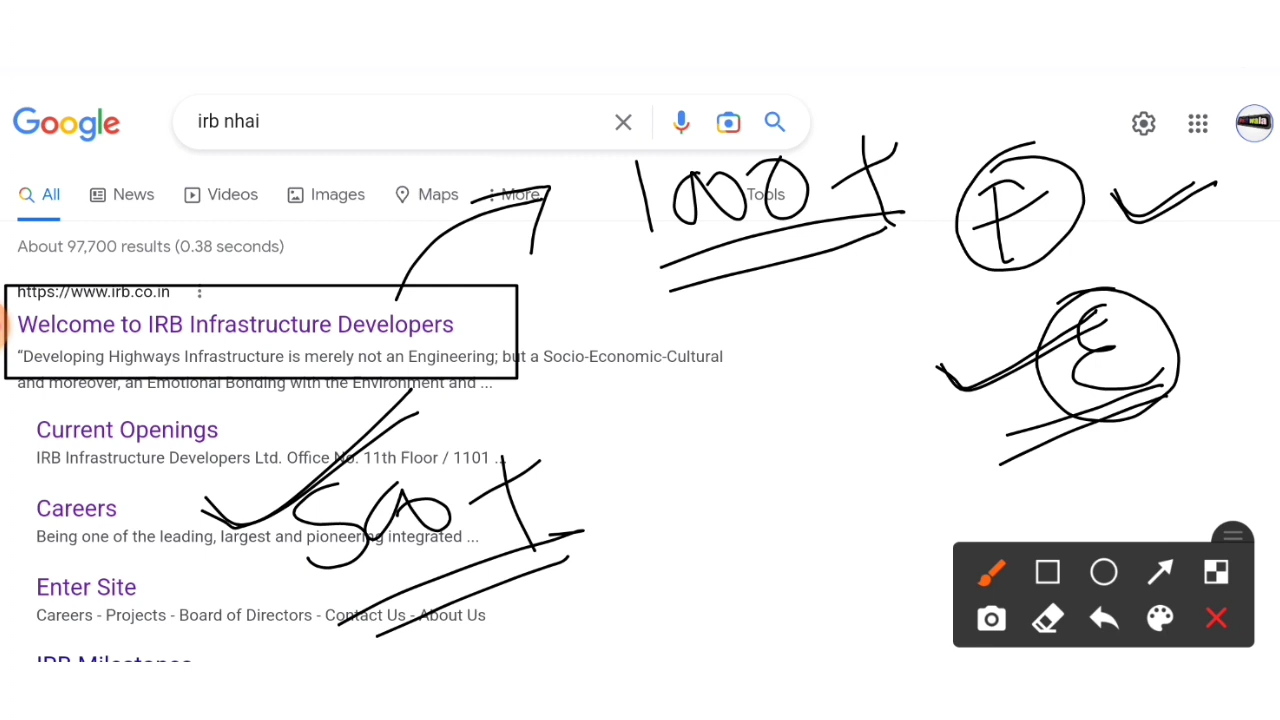 Google
irb nhai
All News Videos Images Maps More Tools
About 97,700 results (0.38 seconds)
1000+ F
https://www.irb.co.in
Welcome to IRB Infrastructure Developers
“Developing Highways Infrastructure is merely not an Engineering; but a Socio-Economic-Cultural
and moreover, an Emotional Bonding with the Environment and ...
E
Current Openings
IRB Infrastructure Developers Ltd. Office No. 11th Floor / 1101 ...
Careers
Being one of the leading, largest and pioneering integrated ...
500+
Enter Site
Careers - Projects - Board of Directors - Contact Us - About Us
IRB Milestones